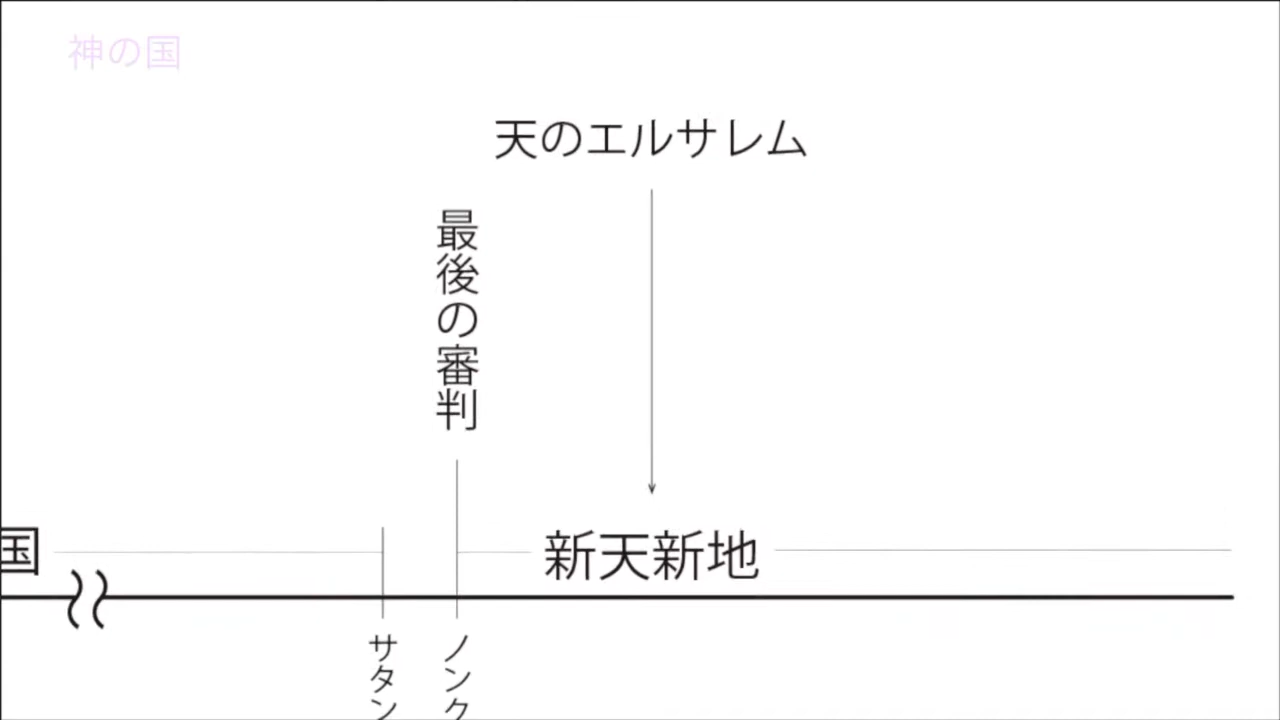 神の国
天のエルサレム
最後の審判
国
新天新地
サタン
ノンク